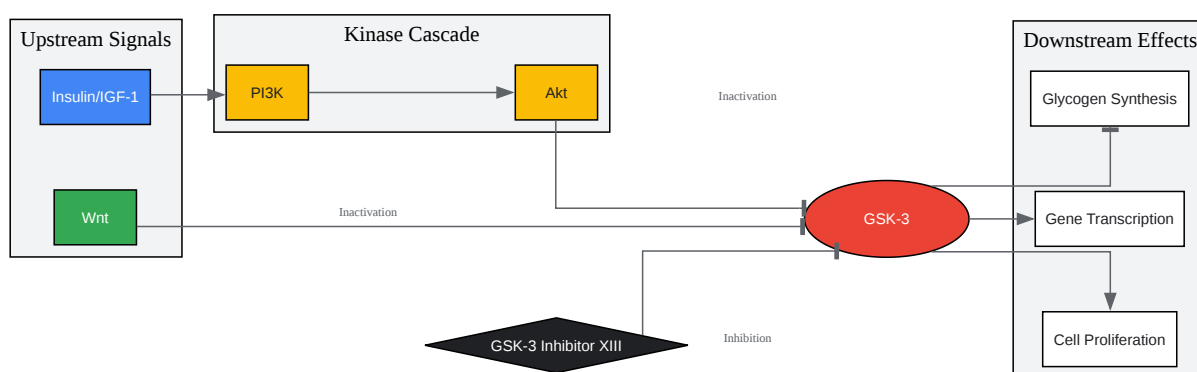 Upstream Signals
Insulin/IGF-1
Wnt
Kinase Cascade
PI3K
Akt
Inactivation
Inactivation
GSK-3
GSK-3 Inhibitor XIII
Inhibition
Downstream Effects
Glycogen Synthesis
Gene Transcription
Cell Proliferation